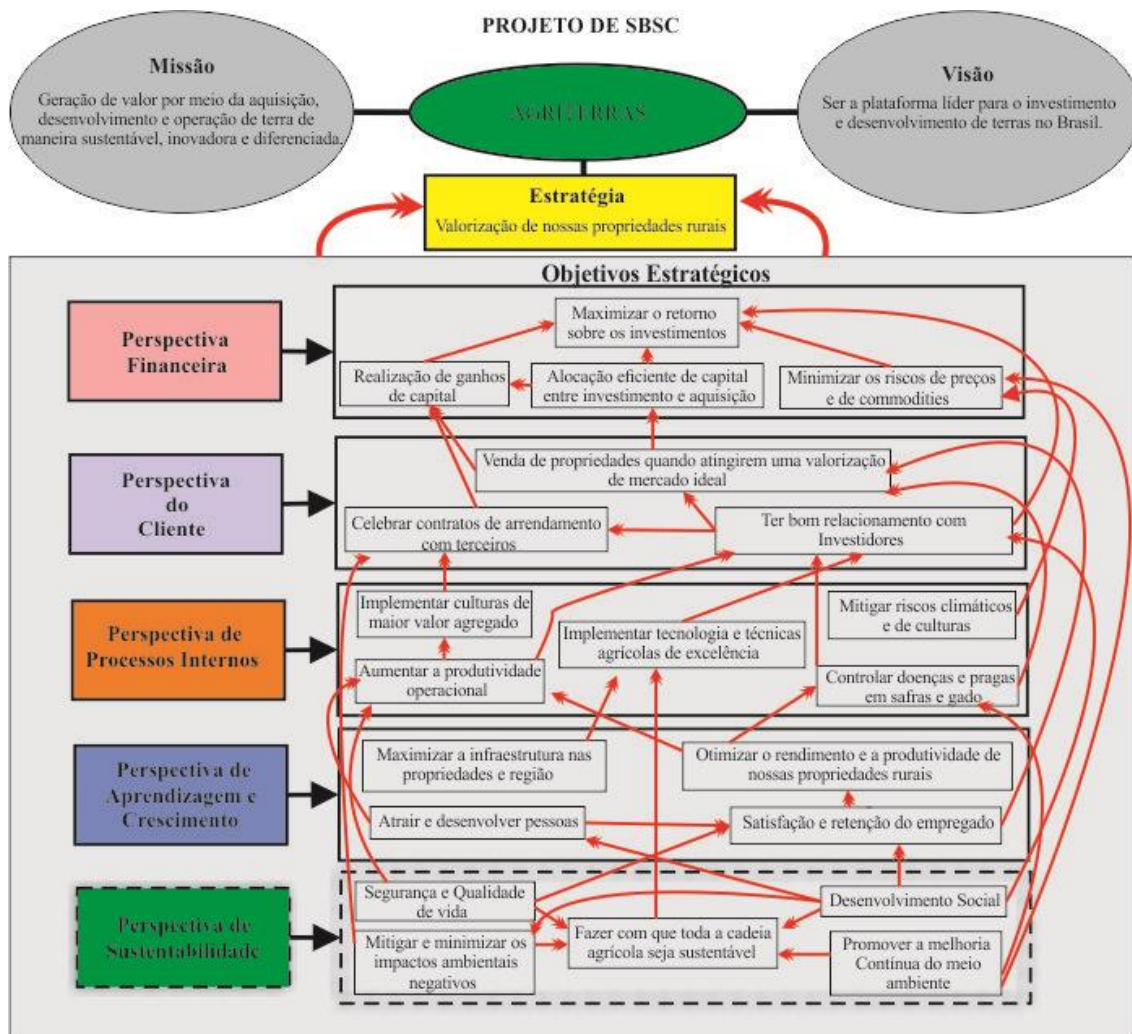 PROJETO DE SBSC
Missão
Geração de valor por meio da aquisição,
desenvolvimento e operação de terra de
maneira sustentável, inovadora e diferenciada.
AGRITERRAS
Visão
Ser a plataforma líder para o investimento
e desenvolvimento de terras no Brasil.
Estratégia
Valorização de nossas propriedades rurais
Objetivos Estratégicos
Perspectiva
Financeira
Maximizar o retorno
sobre os investimentos
Realização de ganhos
de capital
Alocação eficiente de capital
entre investimento e aquisição
Minimizar os riscos de preços
e de commodities
Perspectiva
do
Cliente
Venda de propriedades quando atingirem uma valorização
de mercado ideal
Celebrar contratos de arrendamento
com terceiros
Ter bom relacionamento com
Investidores
Perspectiva de
Processos Internos
Implementar culturas de
maior valor agregado
Implementar tecnologia e técnicas
agrícolas de excelência
Mitigar riscos climáticos
e de culturas
Aumentar a produtividade
operacional
Controlar doenças e pragas
em safras e gado
Perspectiva de
Aprendizagem e
Crescimento
Maximizar a infraestrutura nas
propriedades e região
Otimizar o rendimento e a produtividade de
nossas propriedades rurais
Atrair e desenvolver pessoas
Satisfação e retenção do empregado
Perspectiva de
Sustentabilidade
Segurança e Qualidade
de vida
Desenvolvimento Social
Mitigar e minimizar os
impactos ambientais
negativos
Fazer com que toda a cadeia
agrícola seja sustentável
Promover a melhoria
Contínua do meio
ambiente